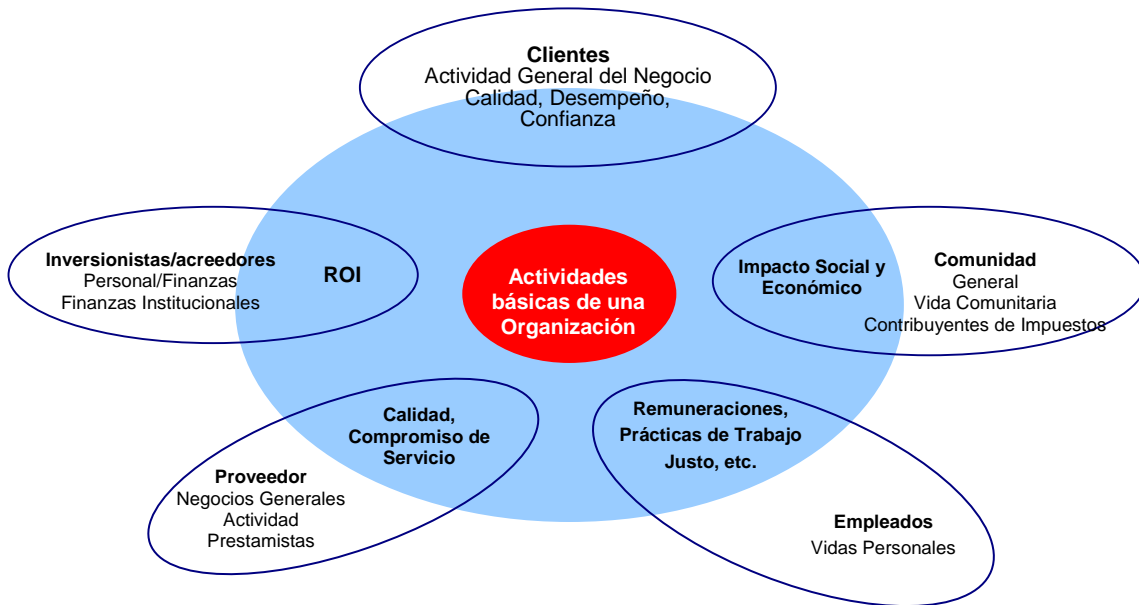 Clientes
Actividad General del Negocio
Calidad, Desempeño,
Confianza
Inversionistas/acreedores
Personal/Finanzas
Finanzas Institucionales
ROI
Actividades
básicas de una
Organización
Impacto Social y
Económico
Comunidad
General
Vida Comunitaria
Contribuyentes de Impuestos
Calidad,
Compromiso de
Servicio
Proveedor
Negocios Generales
Actividad
Prestamistas
Remuneraciones,
Prácticas de Trabajo
Justo, etc.
Empleados
Vidas Personales